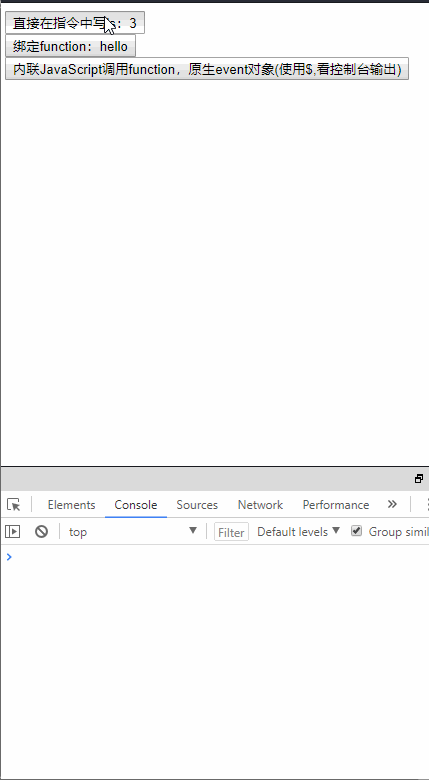 直接在指令中写js：3
绑定function：hello
内联JavaScript调用function，原生event对象(使用$,看控制台输出)
Elements Console Sources Network Performance »
top Filter Default levels Group simil